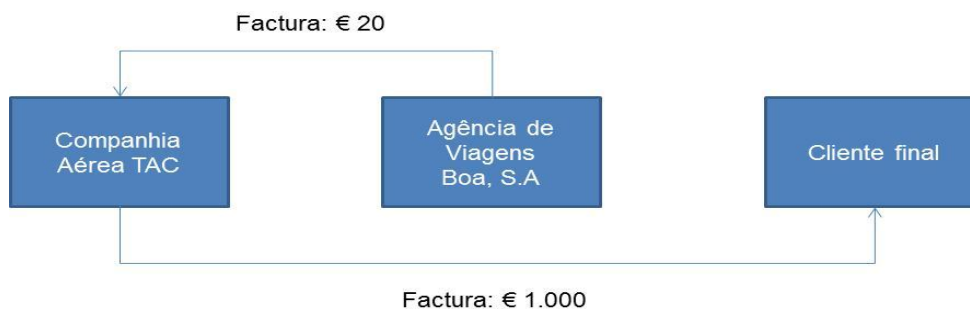 Factura: € 20
Companhia
Aérea TAC
Agência de
Viagens
Boa, S.A
Cliente final
Factura: € 1.000